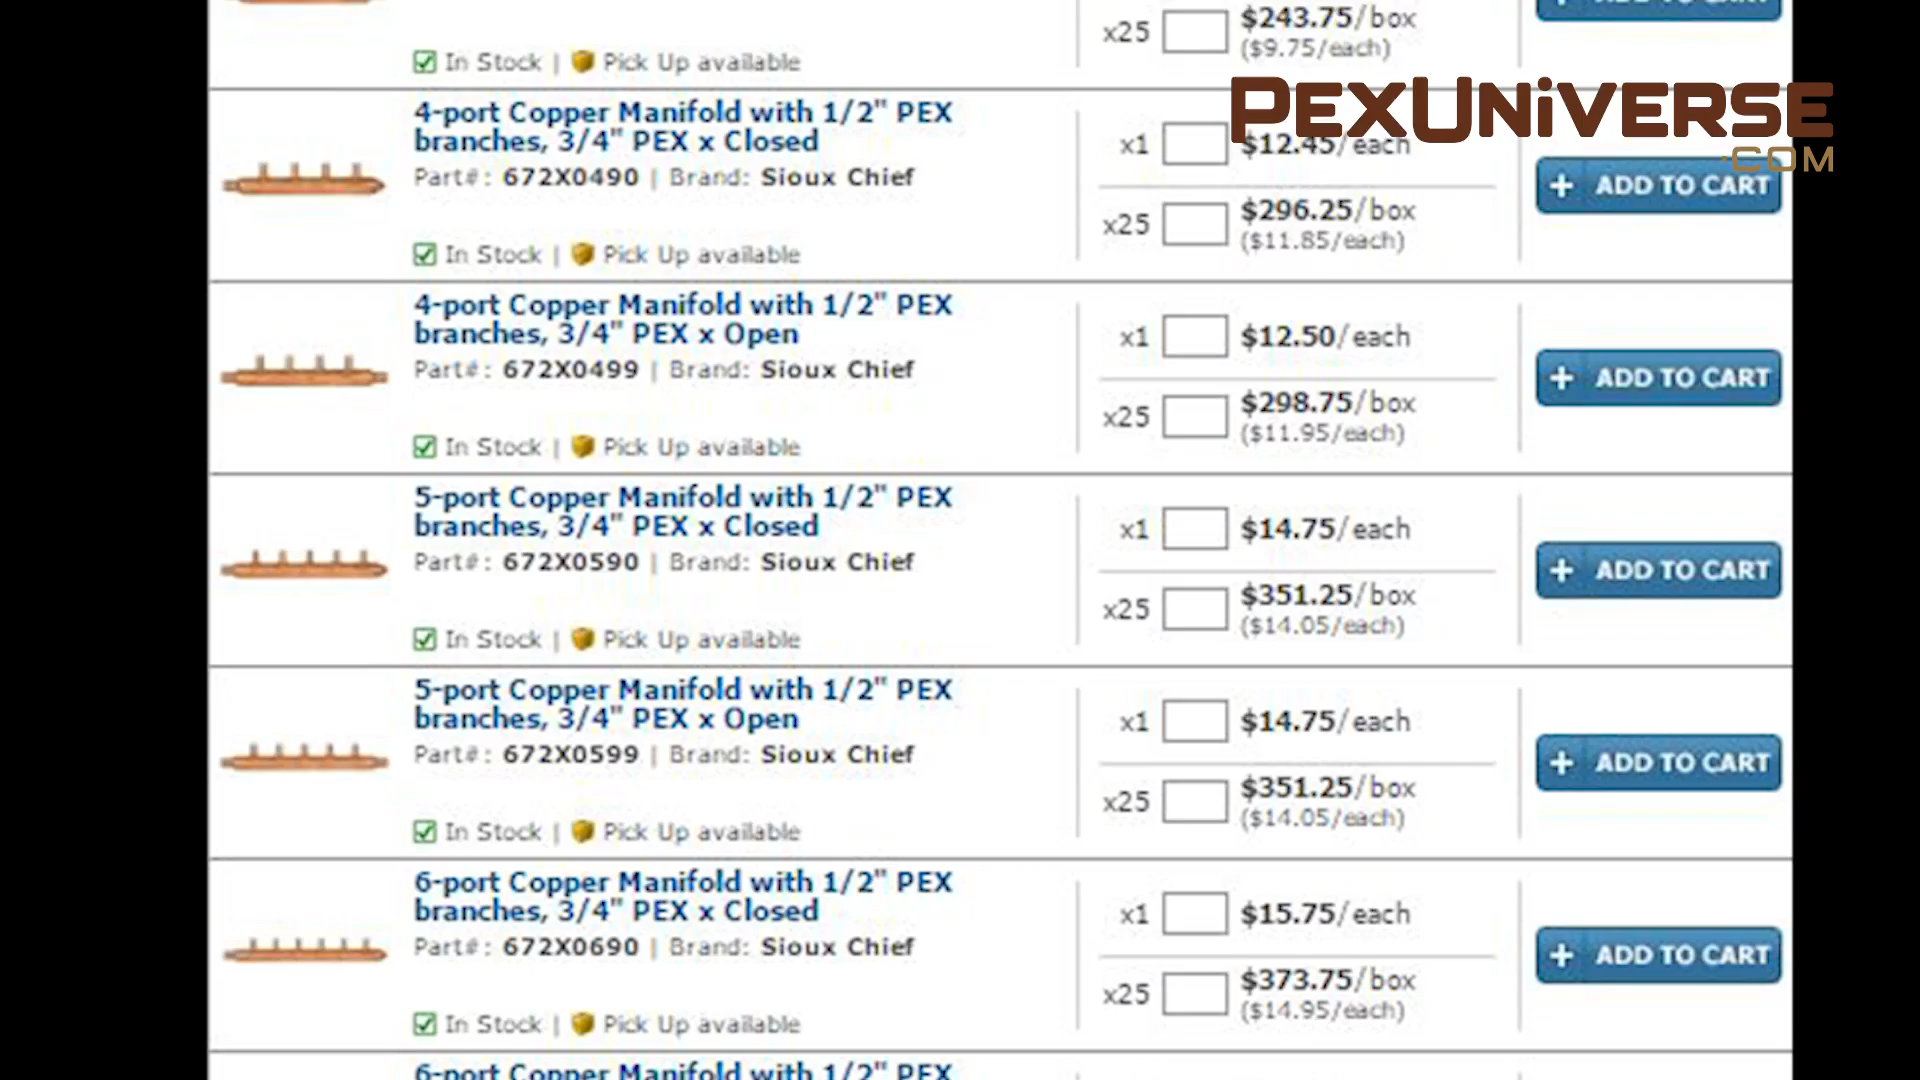 x25 $243.75/box
($9.75/each)
In Stock | Pick Up available
PEXUNiVERSE
.COM
4-port Copper Manifold with 1/2" PEX
branches, 3/4" PEX x Closed
Part#: 672X0490 | Brand: Sioux Chief
In Stock | Pick Up available
x1 $12.45/each
x25 $296.25/box
($11.85/each)
+ ADD TO CART
4-port Copper Manifold with 1/2" PEX
branches, 3/4" PEX x Open
Part#: 672X0499 | Brand: Sioux Chief
In Stock | Pick Up available
x1 $12.50/each
x25 $298.75/box
($11.95/each)
+ ADD TO CART
5-port Copper Manifold with 1/2" PEX
branches, 3/4" PEX x Closed
Part#: 672X0590 | Brand: Sioux Chief
In Stock | Pick Up available
x1 $14.75/each
x25 $351.25/box
($14.05/each)
+ ADD TO CART
5-port Copper Manifold with 1/2" PEX
branches, 3/4" PEX x Open
Part#: 672X0599 | Brand: Sioux Chief
In Stock | Pick Up available
x1 $14.75/each
x25 $351.25/box
($14.05/each)
+ ADD TO CART
6-port Copper Manifold with 1/2" PEX
branches, 3/4" PEX x Closed
Part#: 672X0690 | Brand: Sioux Chief
In Stock | Pick Up available
x1 $15.75/each
x25 $373.75/box
($14.95/each)
+ ADD TO CART
6-port Copper Manifold with 1/2" PEX